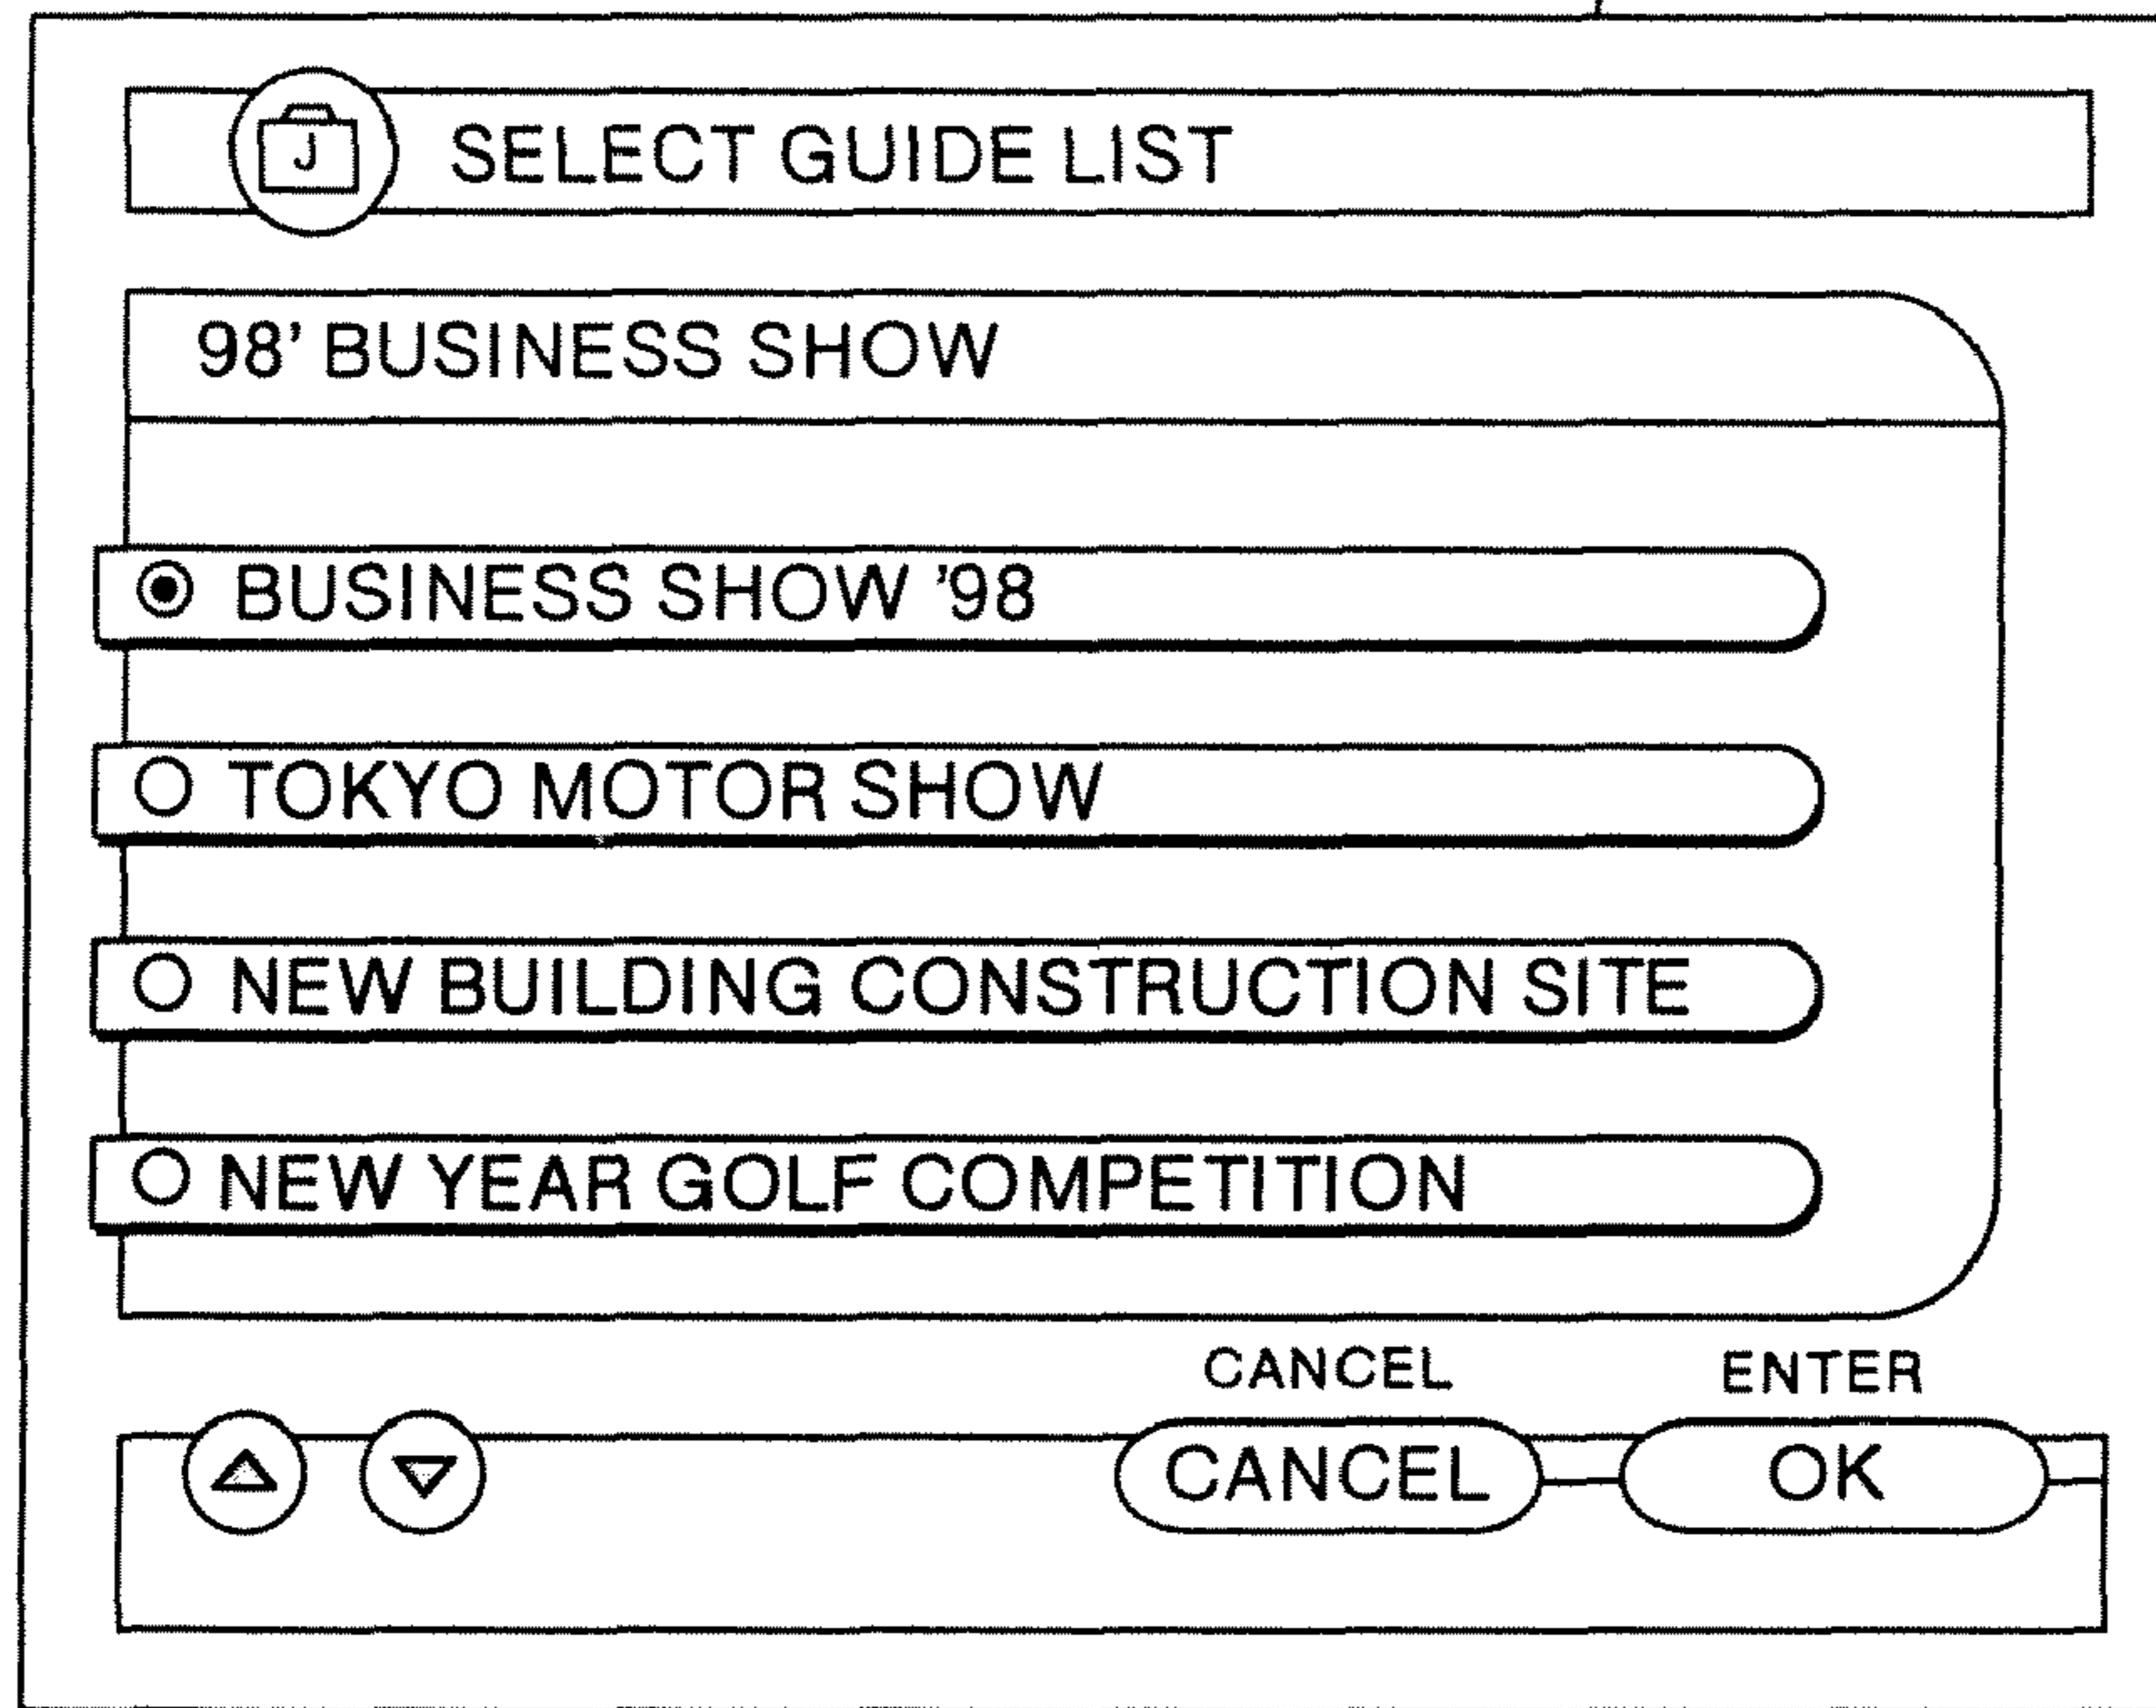 J SELECT GUIDE LIST
98' BUSINESS SHOW
BUSINESS SHOW '98
TOKYO MOTOR SHOW
NEW BUILDING CONSTRUCTION SITE
NEW YEAR GOLF COMPETITION
CANCEL ENTER
CANCEL OK